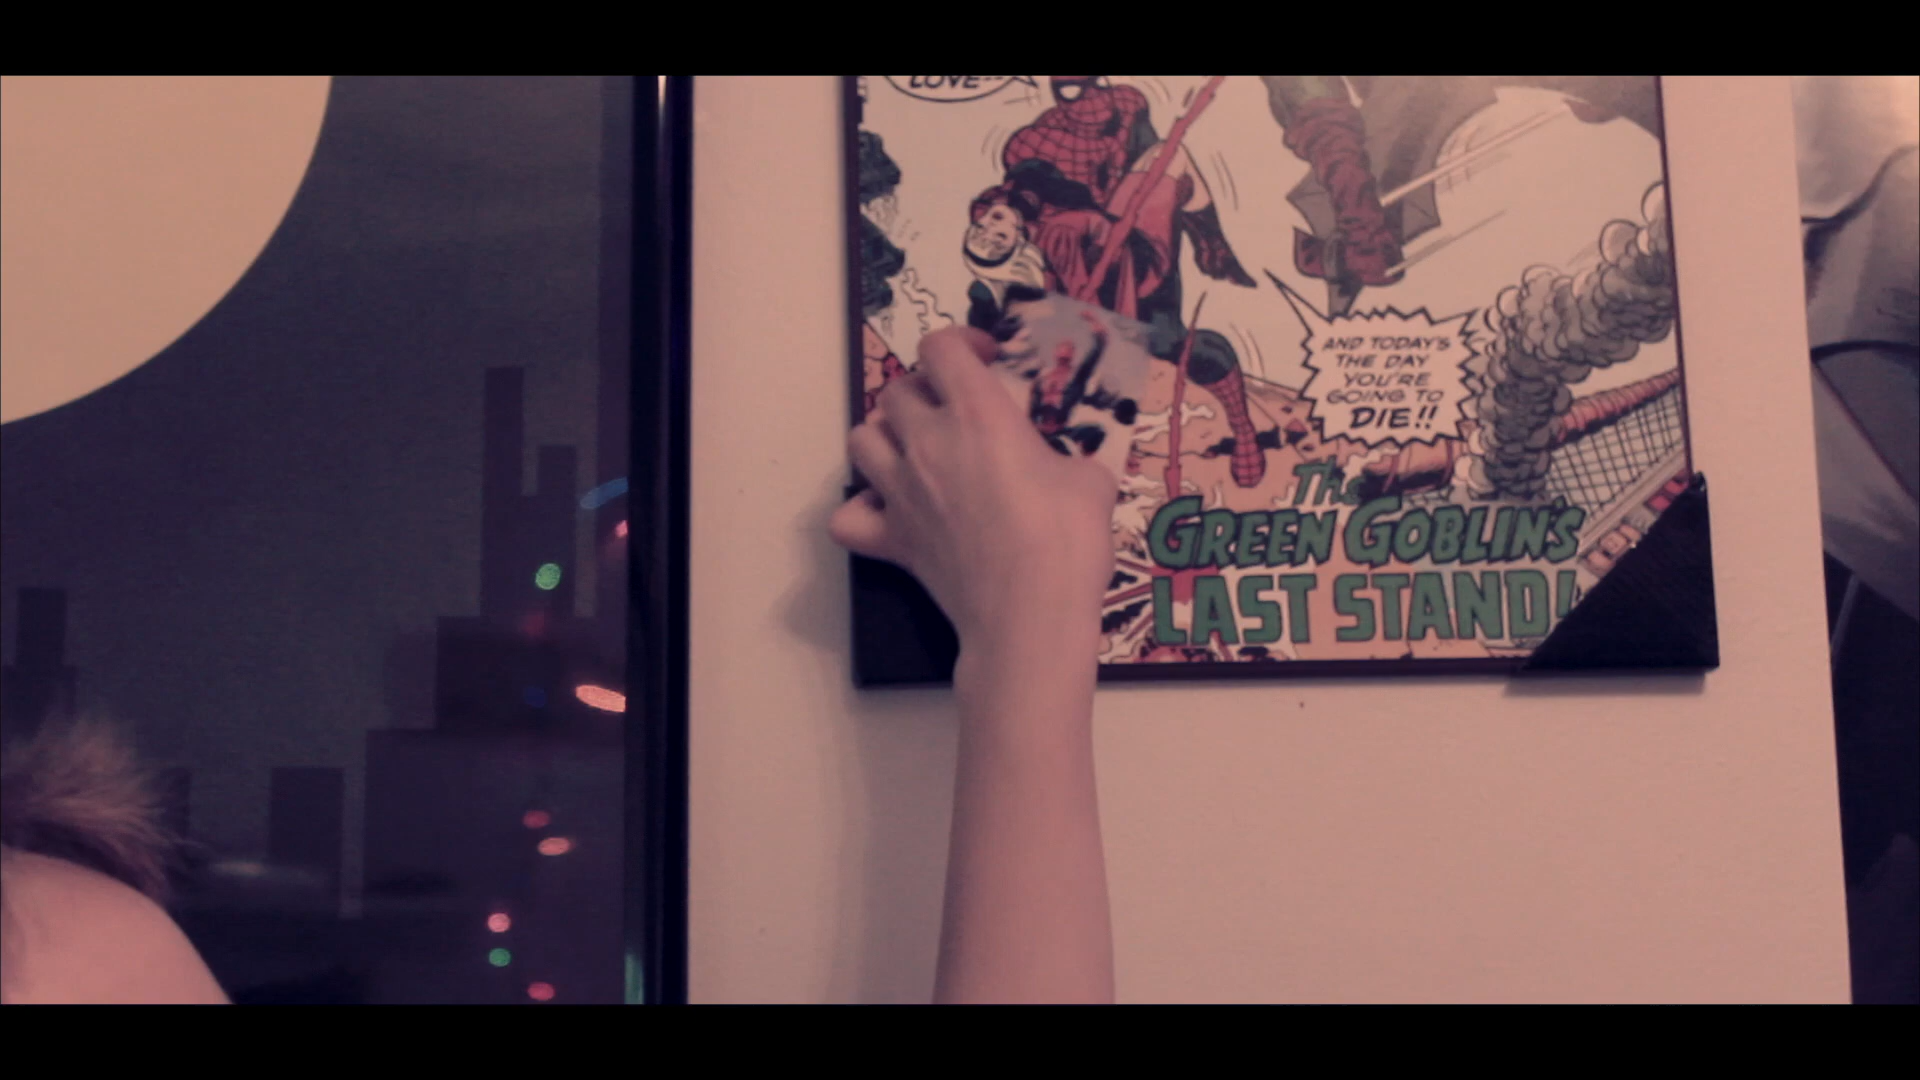 LOVE--
AND TODAY'S
THE DAY
YOU'RE
GOING TO
DIE!!
The
GREEN GOBLIN'S
LAST STAND!